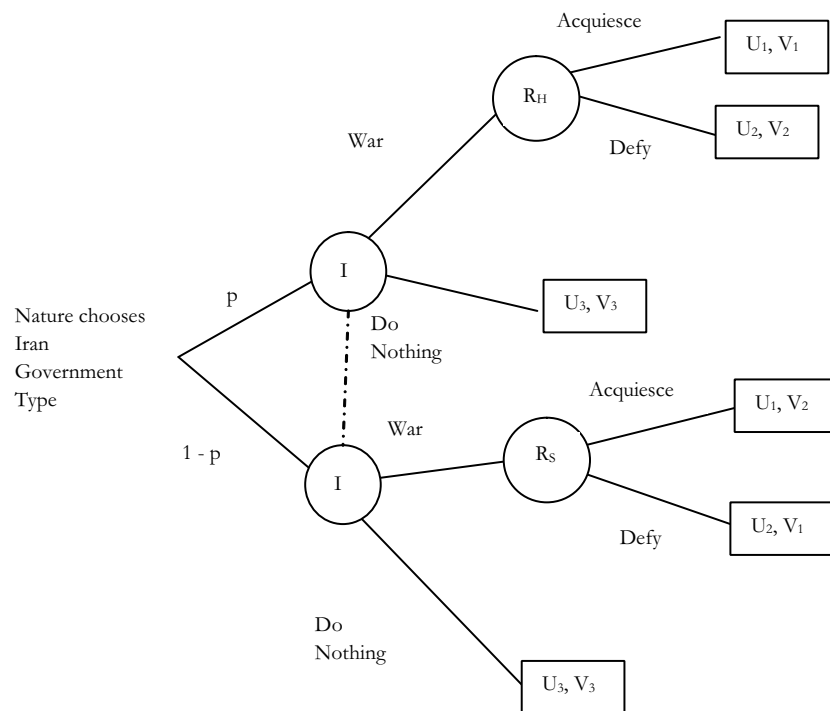 Acquiesce
U1, V1
RH
U2, V2
War
Defy
I
p
U3, V3
Nature chooses
Iran
Government
Type
Do
Nothing
Acquiesce
U1, V2
War
1 - p
RS
I
U2, V1
Defy
Do
Nothing
U3, V3